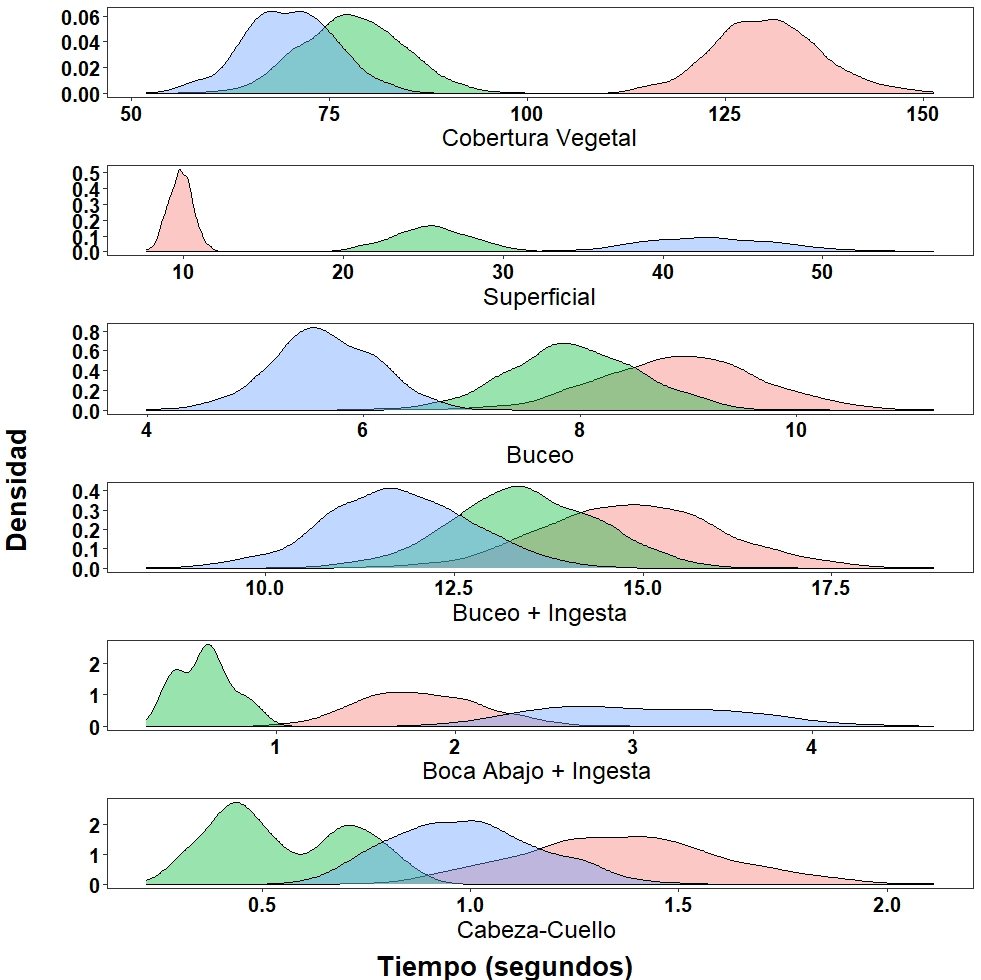 0.06
0.04
0.02
0.00
50 75 100 125 150
Cobertura Vegetal
0.5
0.4
0.3
0.2
0.1
0.0
10 20 30 40 50
Superficial
0.8
0.6
0.4
0.2
0.0
4 6 8 10
Buceo
Densidad
0.4
0.3
0.2
0.1
0.0
10.0 12.5 15.0 17.5
Buceo + Ingesta
2
1
0
1 2 3 4
Boca Abajo + Ingesta
2
1
0
0.5 1.0 1.5 2.0
Cabeza-Cuello
Tiempo (segundos)